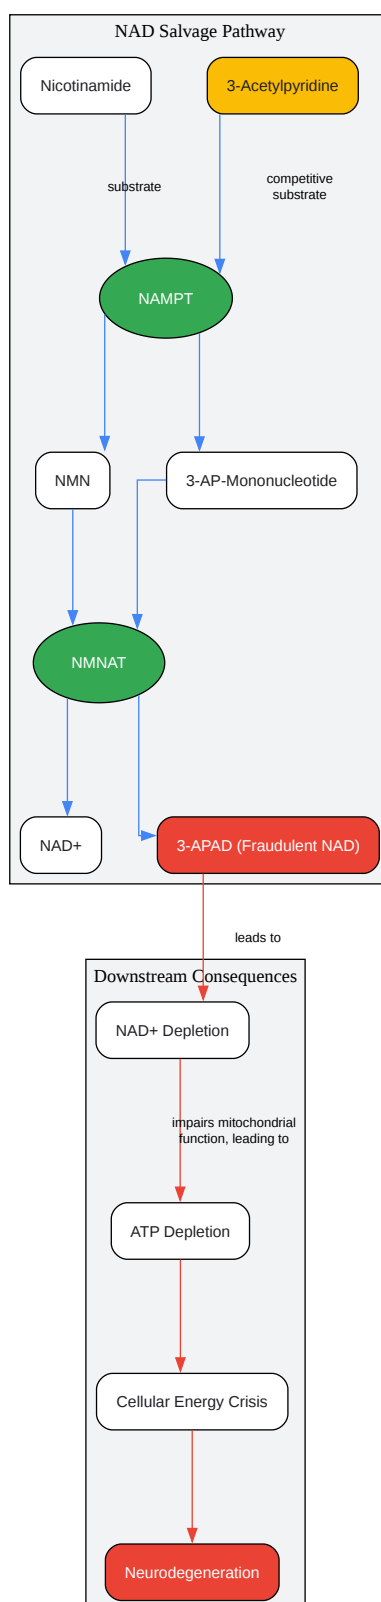 NAD Salvage Pathway
Nicotinamide
3-Acetylpyridine
substrate
competitive
substrate
NAMPT
NMN
3-AP-Mononucleotide
NMNAT
NAD+
3-APAD (Fraudulent NAD)
leads to
Downstream Consequences
NAD+ Depletion
impairs mitochondrial
function, leading to
ATP Depletion
Cellular Energy Crisis
Neurodegeneration